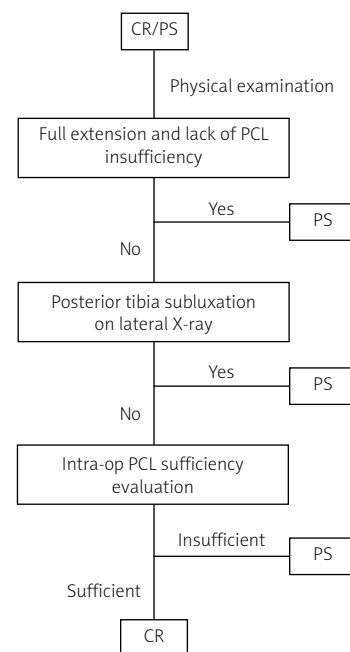 CR/PS
Physical examination
Full extension and lack of PCL
insufficiency
Yes
PS
No
Posterior tibia subluxation
on lateral X-ray
Yes
PS
No
Intra-op PCL sufficiency
evaluation
Insufficient
PS
Sufficient
CR